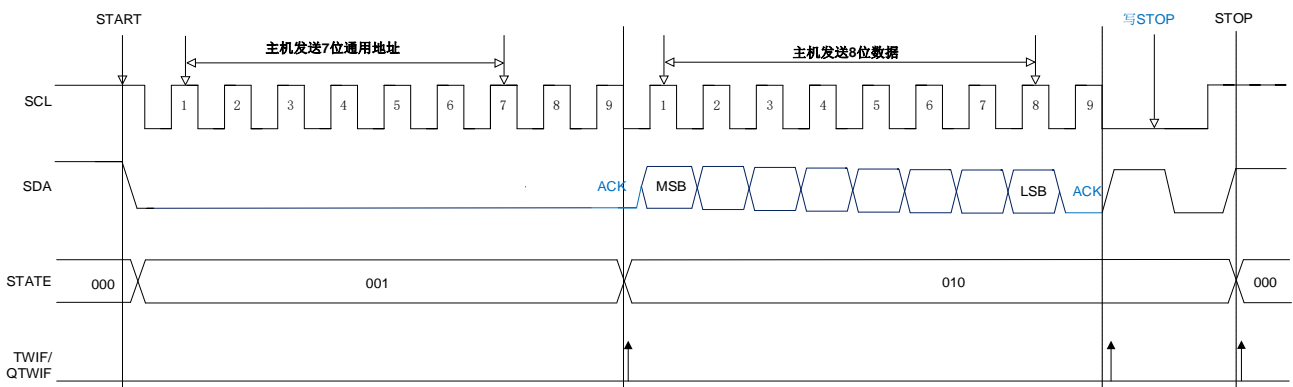 START 写STOP STOP
主机发送7位通用地址 主机发送8位数据
SCL 1 2 3 4 5 6 7 8 9 1 2 3 4 5 6 7 8 9
SDA ACK MSB LSB ACK
STATE 000 001 010 000
TWIF/
QTWIF